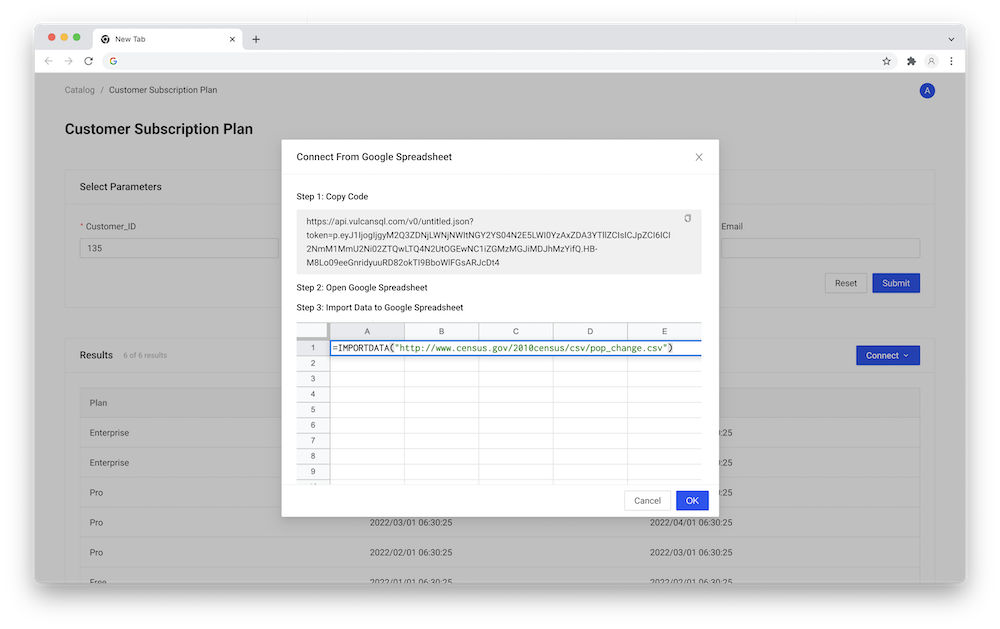 New Tab
Catalog / Customer Subscription Plan
A
Customer Subscription Plan
Connect From Google Spreadsheet
Select Parameters
Step 1: Copy Code
* Customer_ID
Email
https://api.vulcansql.com/v0/untitled.json?
token=p.eyJ1IjogIjgyM2Q3ZDNjLWNjNWItNGY2YS04N2E5LWI0YzAxZDA3YTllZCIsICJpZCI6ICI
2NmM1MmU2Ni02ZTQwLTQ4N2UtOGEwNC1iZGMzMGJiMDJhMzYifQ.HB-
M8Lo09eeGnridyuuRD82okTI9BboWlFGsARJcDt4
135
Reset
Submit
Step 2: Open Google Spreadsheet
Step 3: Import Data to Google Spreadsheet
A B C D E
1 =IMPORTDATA("http://www.census.gov/2010census/csv/pop_change.csv")
2
3
4
5
6
7
8
9
Results 6 of 6 results
Connect
Plan
Enterprise
:25
Enterprise
:25
Pro
:25
Cancel
OK
Pro 2022/03/01 06:30:25 2022/04/01 06:30:25
Pro 2022/02/01 06:30:25 2022/03/01 06:30:25
Free 2022/01/01 06:30:25 2022/02/01 06:30:25